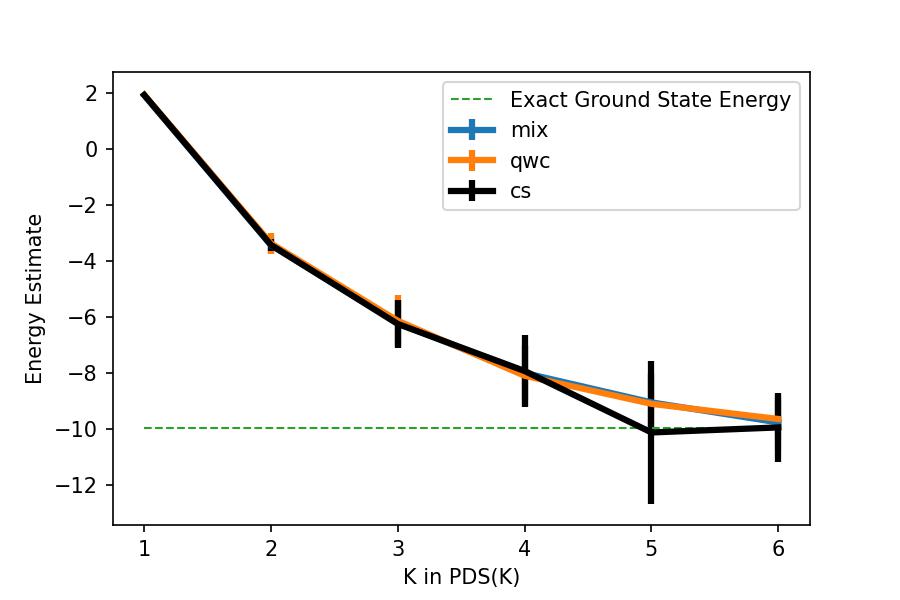 Exact Ground State Energy
mix
qwc
cs
2
0
−2
−4
−6
−8
−10
−12
Energy Estimate
1 2 3 4 5 6
K in PDS(K)